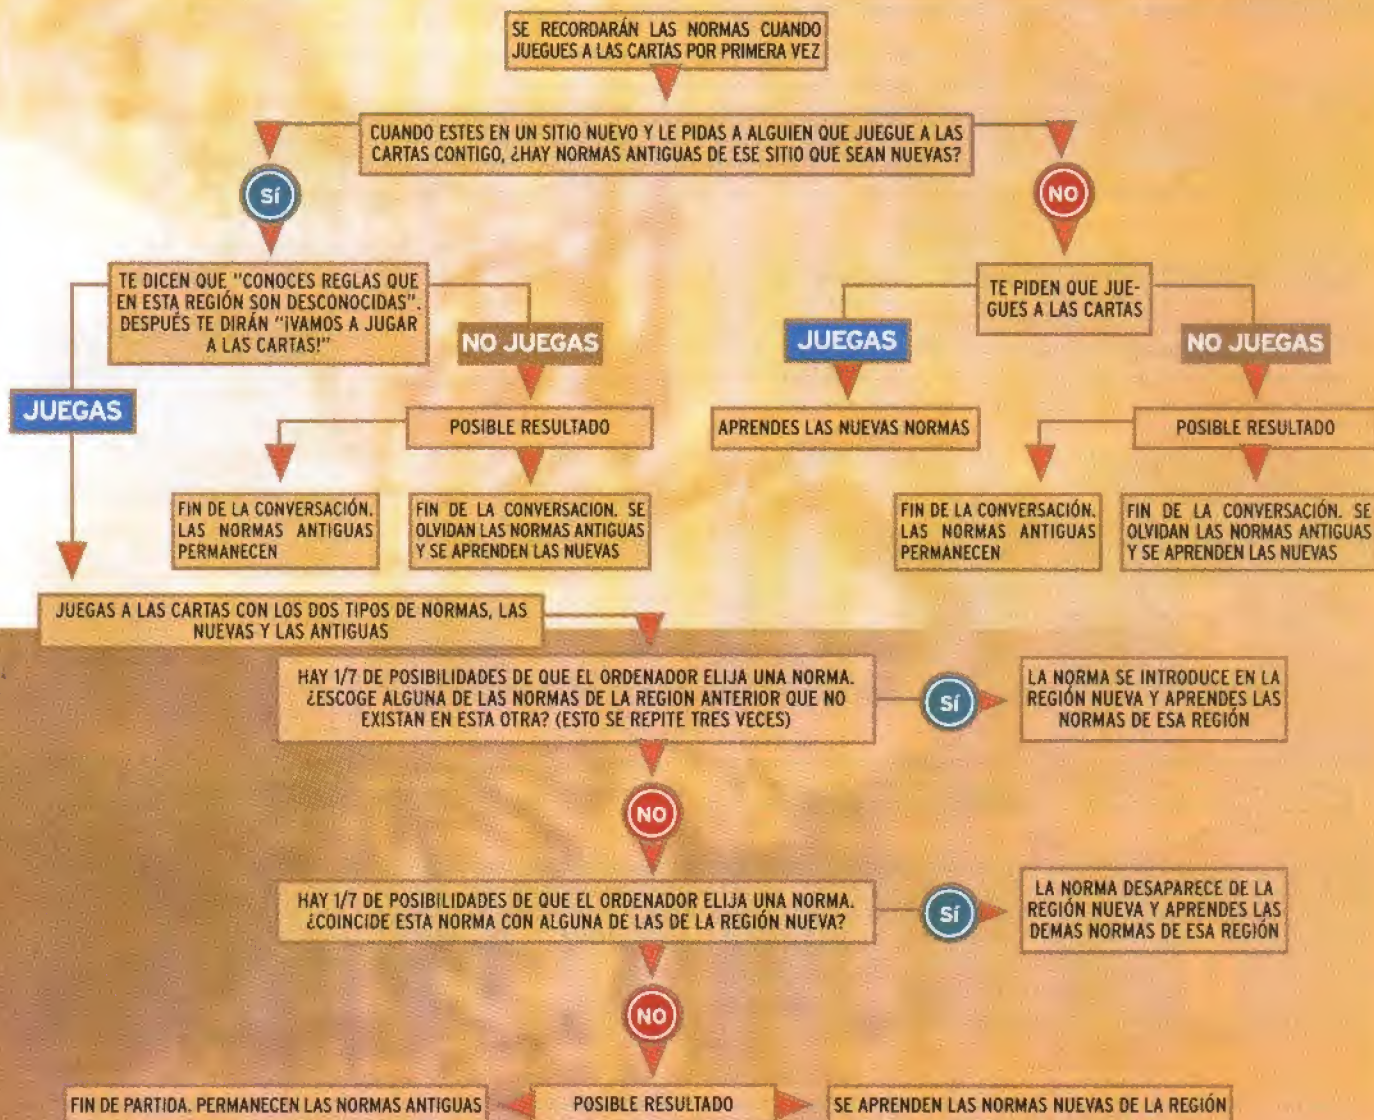 SE RECORDARÁN LAS NORMAS CUANDO
JUEGUES A LAS CARTAS POR PRIMERA VEZ
CUANDO ESTES EN UN SITIO NUEVO Y LE PIDAS A ALGUIEN QUE JUEGUE A LAS
CARTAS CONTIGO, ¿HAY NORMAS ANTIGUAS DE ESE SITIO QUE SEAN NUEVAS?
SÍ
NO
TE DICEN QUE "CONOCES REGLAS QUE
EN ESTA REGIÓN SON DESCONOCIDAS".
DESPUÉS TE DIRÁN "¡VAMOS A JUGAR
A LAS CARTAS!"
TE PIDEN QUE JUE-
GUES A LAS CARTAS
JUEGAS
NO JUEGAS
JUEGAS
NO JUEGAS
POSIBLE RESULTADO
APRENDES LAS NUEVAS NORMAS
POSIBLE RESULTADO
FIN DE LA CONVERSACIÓN.
LAS NORMAS ANTIGUAS
PERMANECEN
FIN DE LA CONVERSACION. SE
OLVIDAN LAS NORMAS ANTIGUAS
Y SE APRENDEN LAS NUEVAS
FIN DE LA CONVERSACIÓN.
LAS NORMAS ANTIGUAS
PERMANECEN
FIN DE LA CONVERSACIÓN. SE
OLVIDAN LAS NORMAS ANTIGUAS
Y SE APRENDEN LAS NUEVAS
JUEGAS A LAS CARTAS CON LOS DOS TIPOS DE NORMAS, LAS
NUEVAS Y LAS ANTIGUAS
HAY 1/7 DE POSIBILIDADES DE QUE EL ORDENADOR ELIJA UNA NORMA.
¿ESCOGE ALGUNA DE LAS NORMAS DE LA REGION ANTERIOR QUE NO
EXISTAN EN ESTA OTRA? (ESTO SE REPITE TRES VECES)
SÍ
LA NORMA SE INTRODUCE EN LA
REGIÓN NUEVA Y APRENDES LAS
NORMAS DE ESA REGIÓN
NO
HAY 1/7 DE POSIBILIDADES DE QUE EL ORDENADOR ELIJA UNA NORMA.
¿COINCIDE ESTA NORMA CON ALGUNA DE LAS DE LA REGIÓN NUEVA?
SÍ
LA NORMA DESAPARECE DE LA
REGIÓN NUEVA Y APRENDES LAS
DEMAS NORMAS DE ESA REGIÓN
NO
FIN DE PARTIDA. PERMANECEN LAS NORMAS ANTIGUAS
POSIBLE RESULTADO
SE APRENDEN LAS NORMAS NUEVAS DE LA REGIÓN